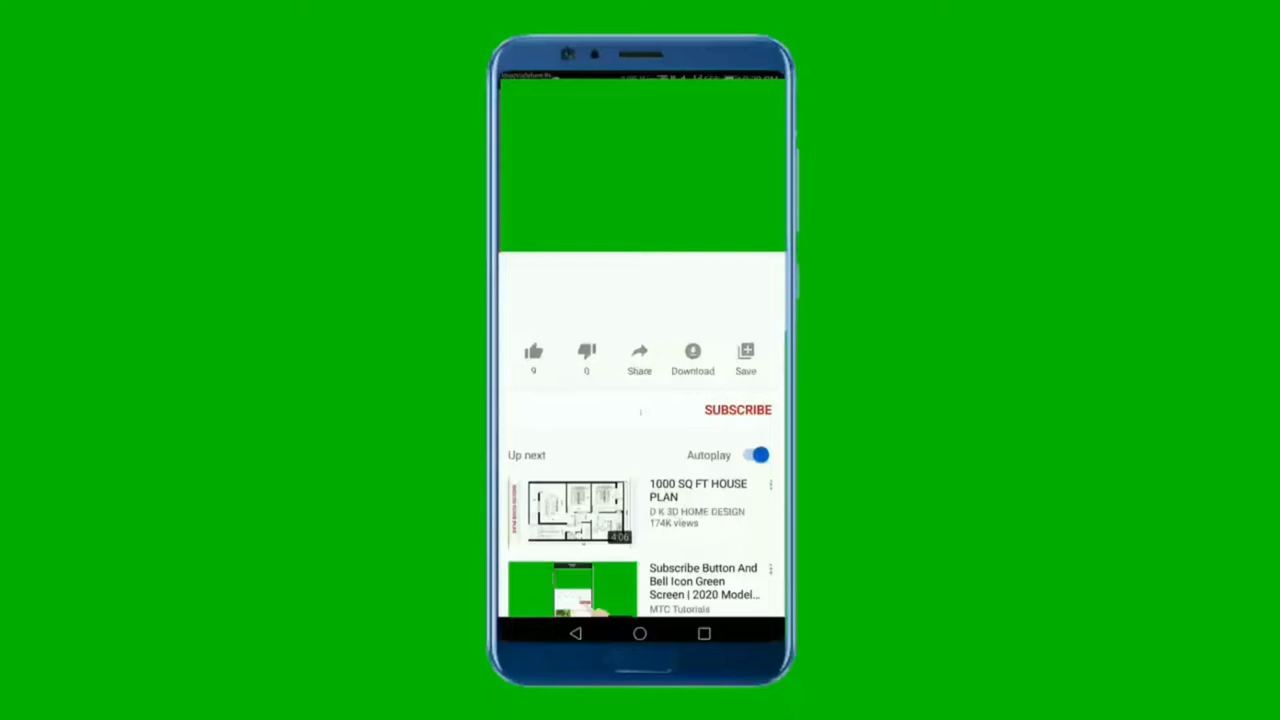 9
0
Share
Download
Save
SUBSCRIBE
Up next
Autoplay
1000 SQ FT HOUSE
PLAN
D K 3D HOME DESIGN
174K views
4:06
Subscribe Button And
Bell Icon Green
Screen | 2020 Model...
MTC Tutorials